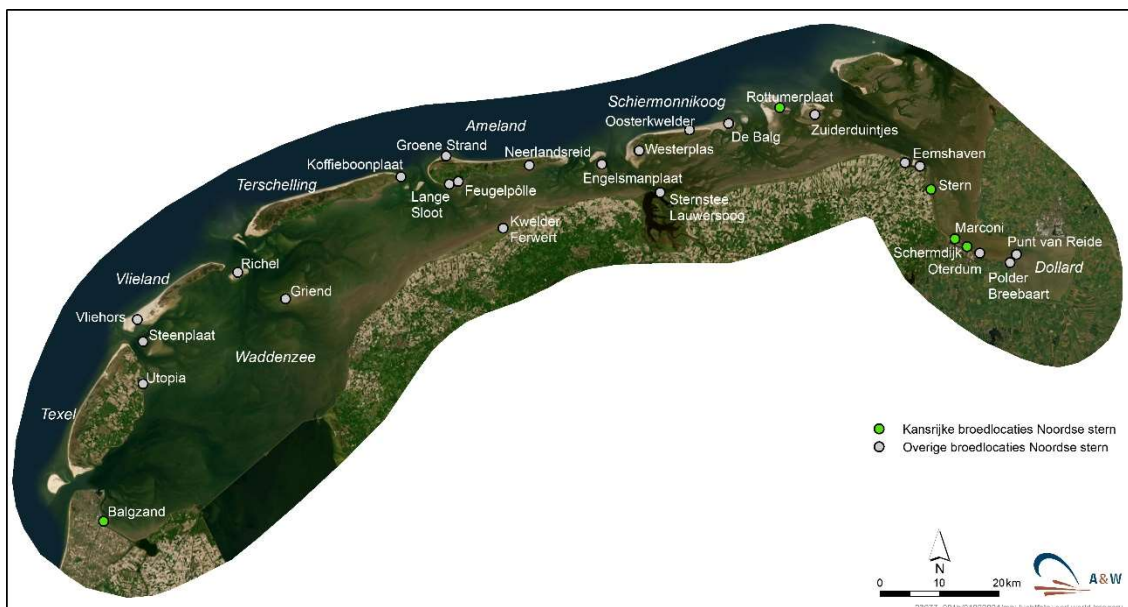 Schiermonnikoog
Oosterkwelder
Rottumerplaat
De Balg
Zuiderduintjes
Ameland
Groene Strand
Neerlandsreid
Westerplas
Koffieboonplaat
Engelsmanplaat
Eemshaven
Terschelling
Lange
Sloot
Feugelpôlle
Sternstee
Lauwersoog
Stern
Kwelder
Ferwert
Marconi
Schermdijk
Oterdum
Punt van Reide
Polder
Breebaart
Dollard
Richel
Vlieland
Griend
Vliehors
Steenplaat
Waddenzee
Utopia
Texel
Balgzand
Kansrijke broedlocaties Noordse stern
Overige broedlocaties Noordse stern
N
0 10 20 km
A&W